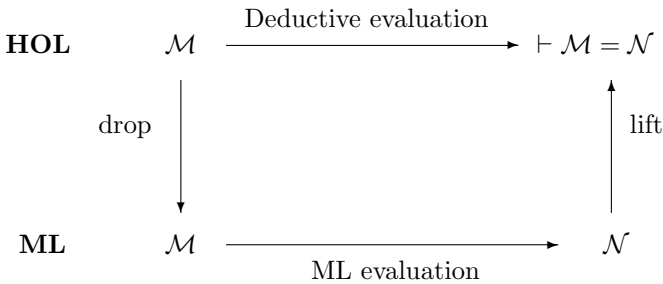 Deductive evaluation
HOL ℳ ⊢ ℳ = 𝒩
drop lift
ML ℳ 𝒩
ML evaluation